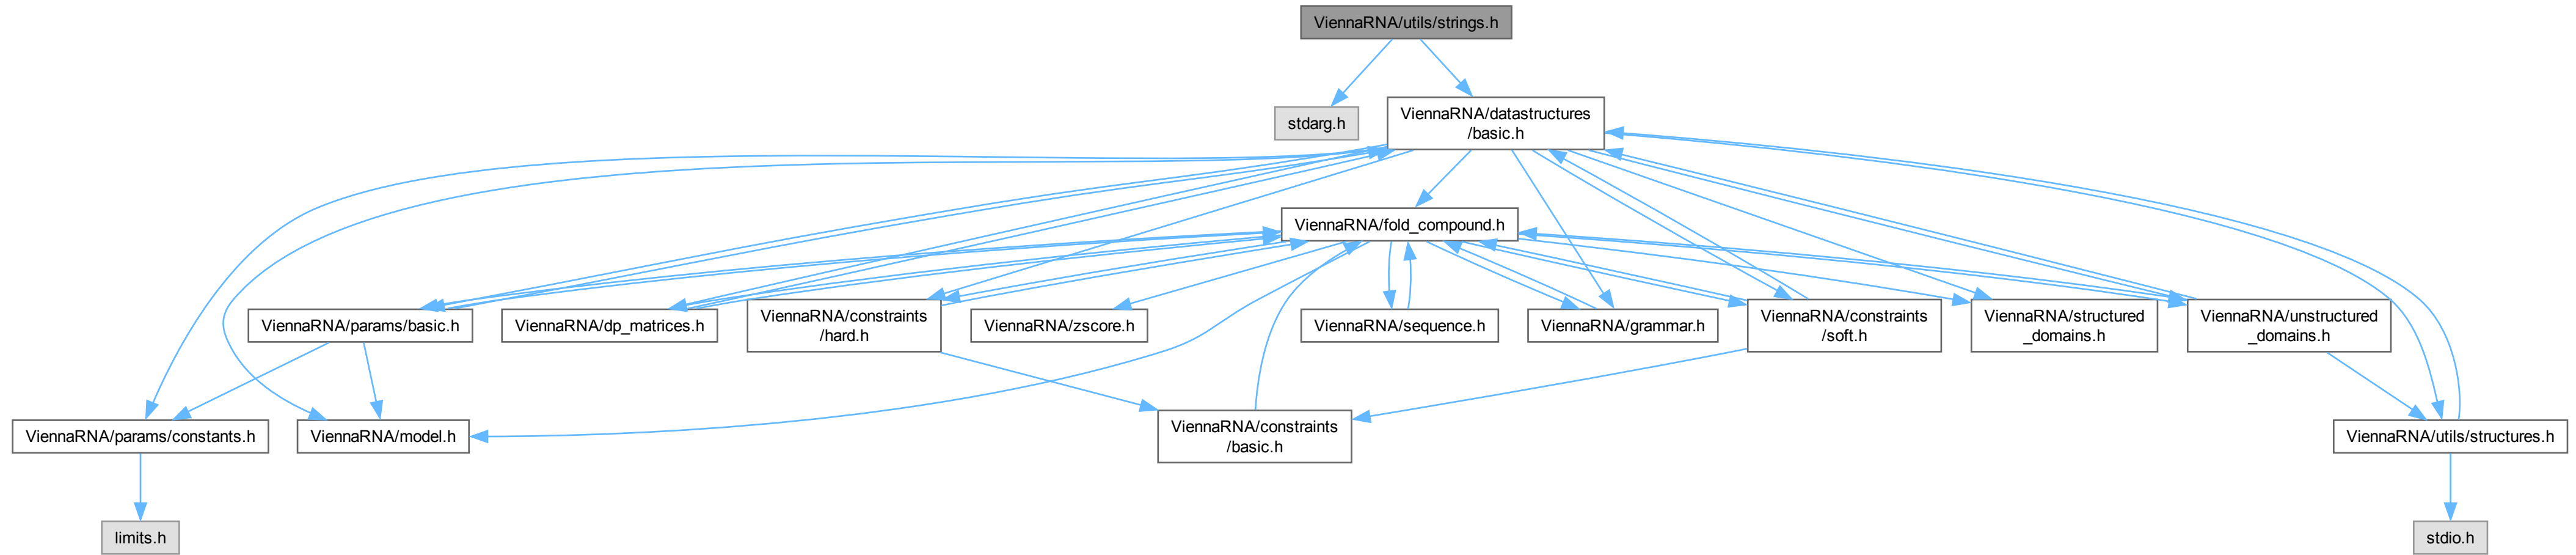 ViennaRNA/utils/strings.h
stdarg.h
ViennaRNA/datastructures
/basic.h
ViennaRNA/fold_compound.h
ViennaRNA/params/basic.h
ViennaRNA/dp_matrices.h
ViennaRNA/constraints
/hard.h
ViennaRNA/zscore.h
ViennaRNA/sequence.h
ViennaRNA/grammar.h
ViennaRNA/constraints
/soft.h
ViennaRNA/structured
_domains.h
ViennaRNA/unstructured
_domains.h
ViennaRNA/params/constants.h
ViennaRNA/model.h
ViennaRNA/constraints
/basic.h
ViennaRNA/utils/structures.h
limits.h
stdio.h